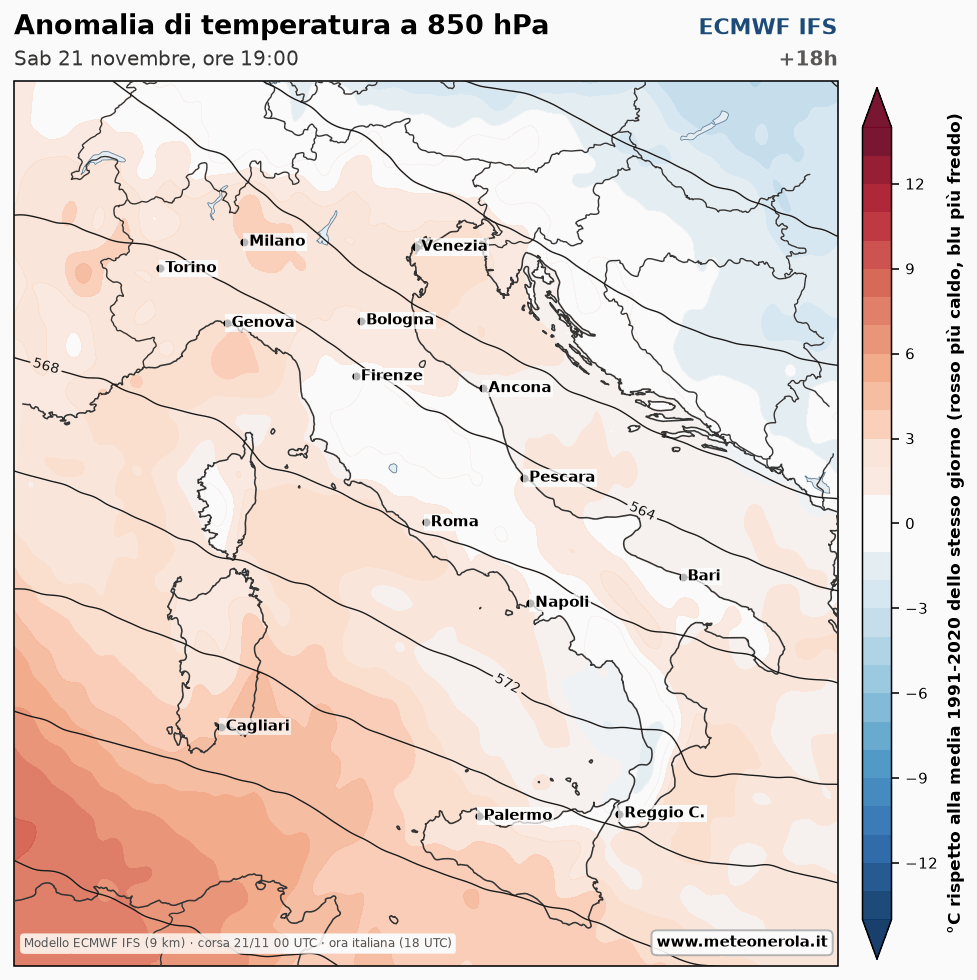 Anomalia di temperatura a 850 hPa
ECMWF IFS
Sab 21 novembre, ore 19:00
+18h
Milano
Venezia
Torino
Genova
Bologna
568
Firenze
Ancona
Pescara
564
Roma
Bari
Napoli
572
Cagliari
Palermo
Reggio C.
Modello ECMWF IFS (9 km) · corsa 21/11 00 UTC · ora italiana (18 UTC)
www.meteonerola.it
12
9
6
3
0
−3
−6
−9
−12
°C rispetto alla media 1991-2020 dello stesso giorno (rosso più caldo, blu più freddo)